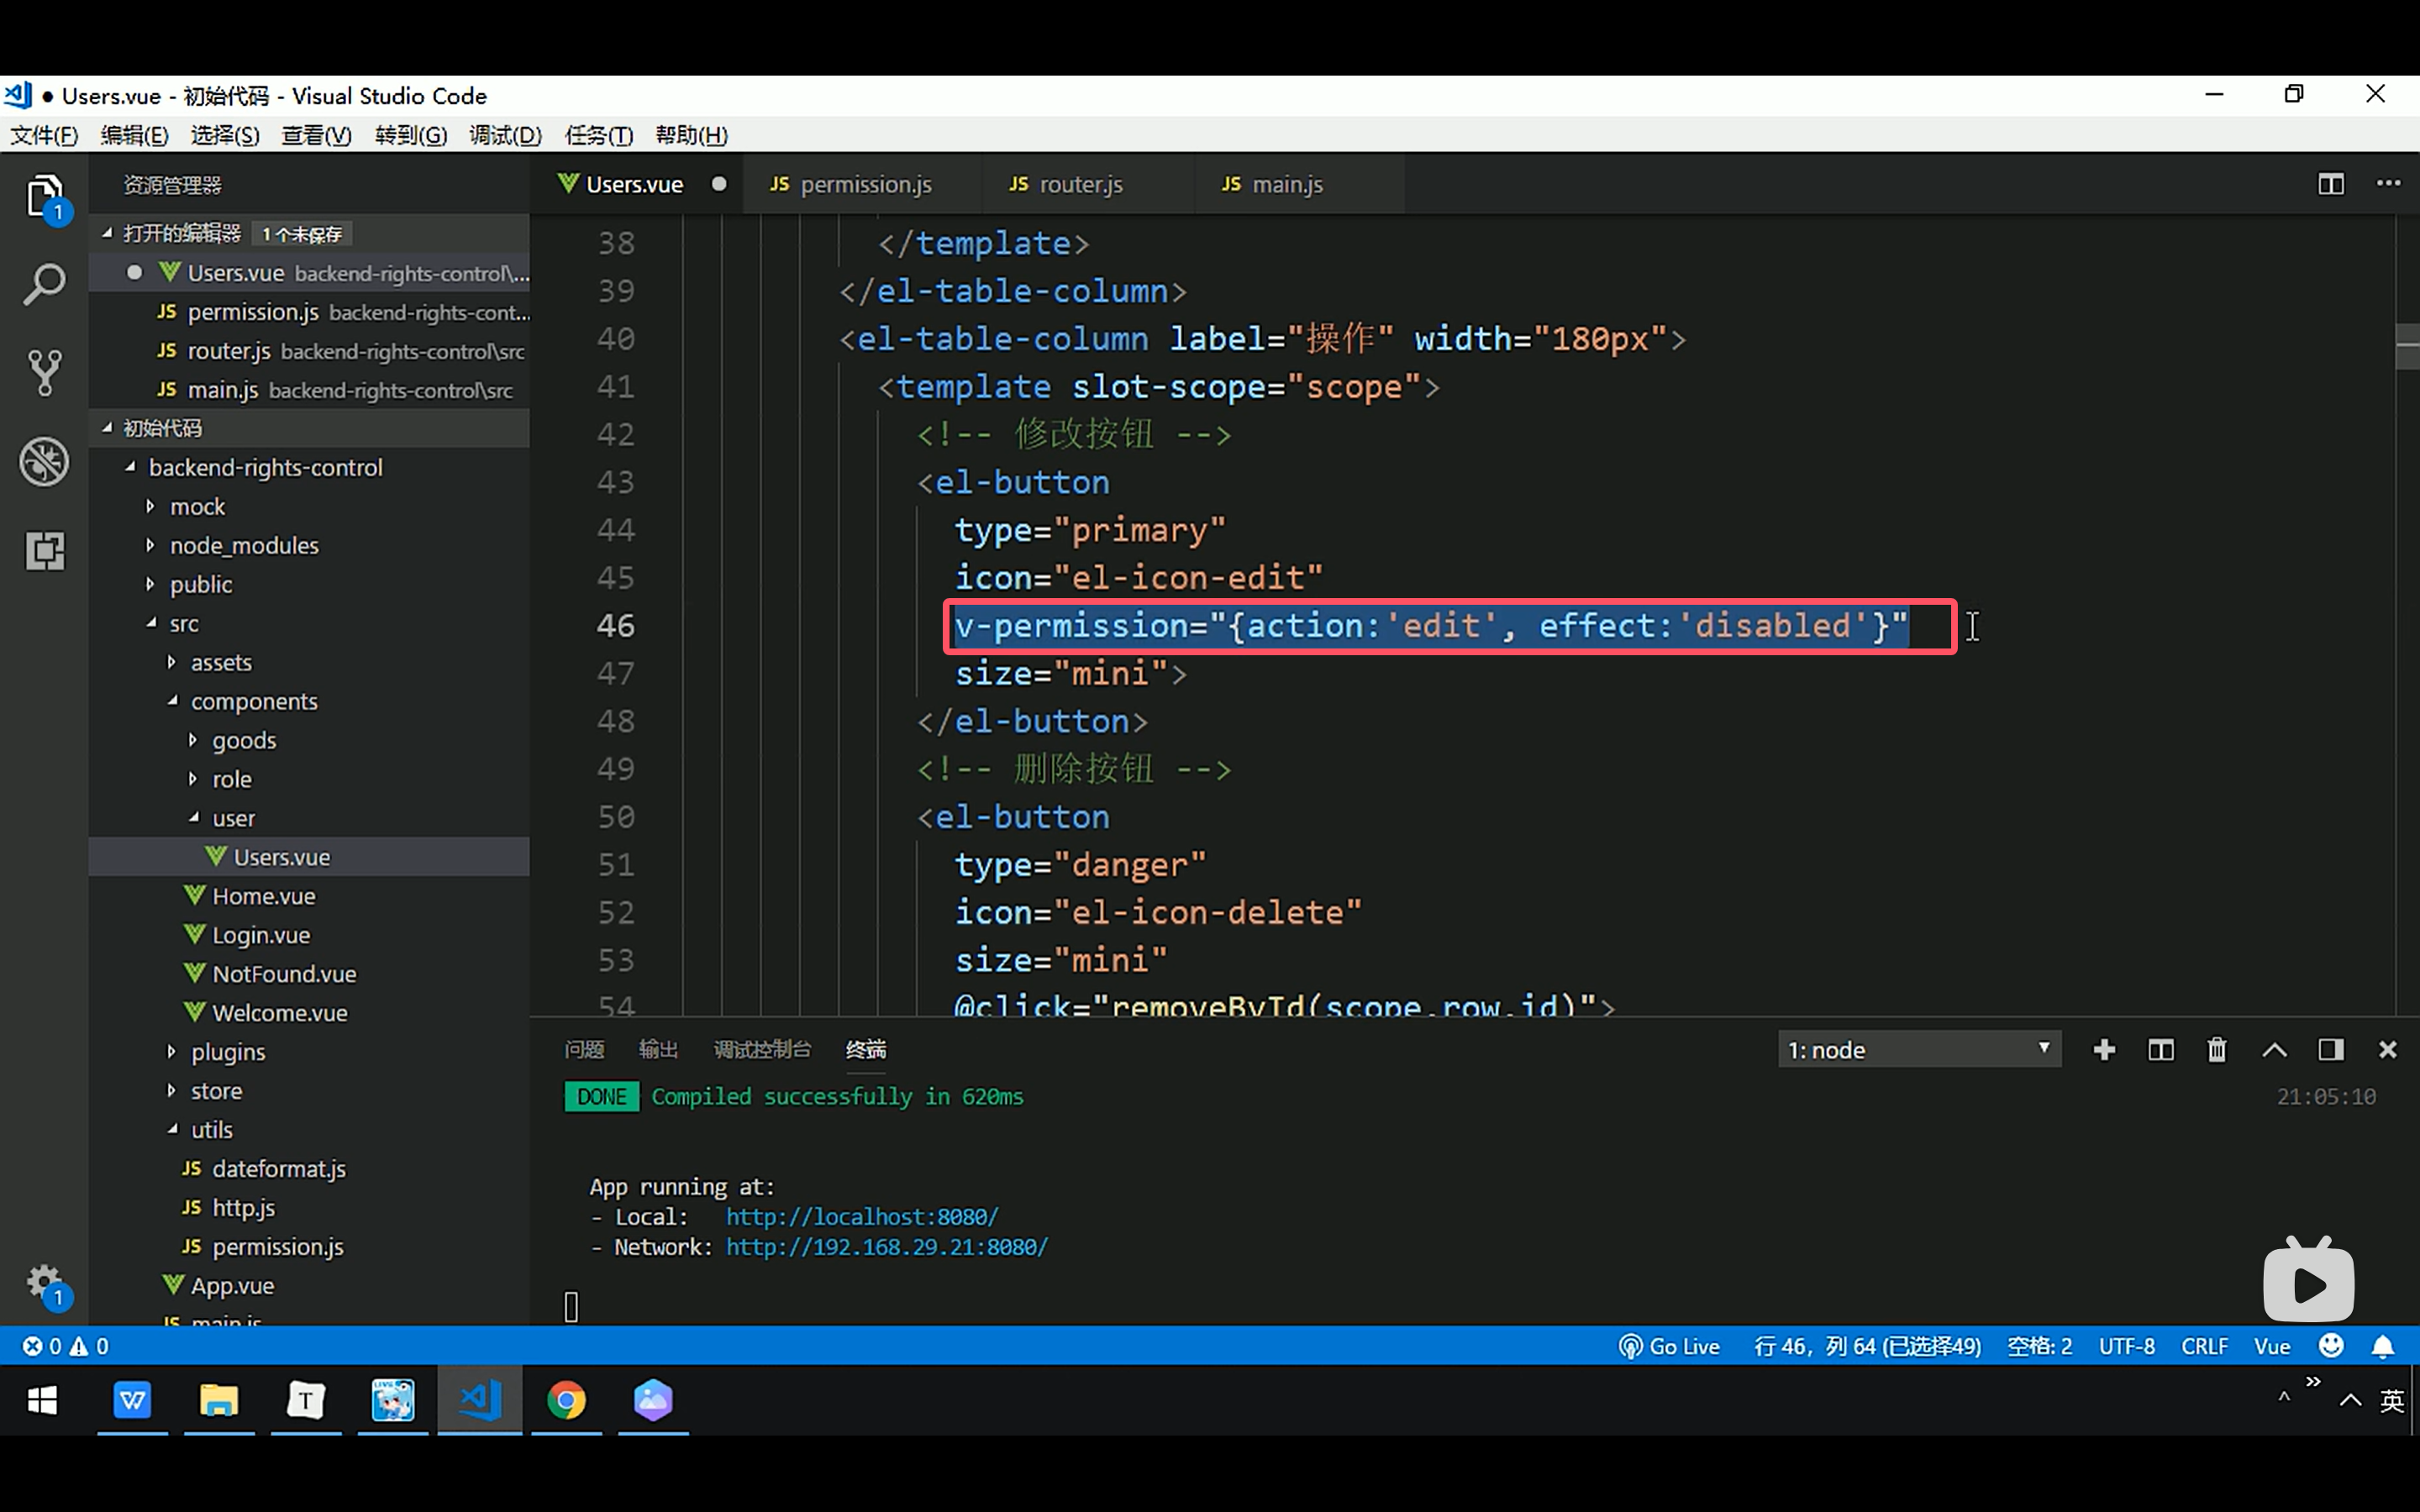 ● Users.vue - 初始代码 - Visual Studio Code
文件(F) 编辑(E) 选择(S) 查看(V) 转到(G) 调试(D) 任务(T) 帮助(H)
资源管理器
打开的编辑器 1 个未保存
Users.vue backend-rights-control\...
JS permission.js backend-rights-cont...
JS router.js backend-rights-control\src
JS main.js backend-rights-control\src
初始代码
backend-rights-control
mock
node_modules
public
src
assets
components
goods
role
user
Users.vue
Home.vue
Login.vue
NotFound.vue
Welcome.vue
plugins
store
utils
JS dateformat.js
JS http.js
JS permission.js
App.vue
JS main.js
1
1
Users.vue ● JS permission.js JS router.js JS main.js
38 </template>
39 </el-table-column>
40 <el-table-column label="操作" width="180px">
41 <template slot-scope="scope">
42 <!-- 修改按钮 -->
43 <el-button
44 type="primary"
45 icon="el-icon-edit"
46 v-permission="{action:'edit', effect:'disabled'}"
47 size="mini">
48 </el-button>
49 <!-- 删除按钮 -->
50 <el-button
51 type="danger"
52 icon="el-icon-delete"
53 size="mini"
54 @click="removeById(scope.row.id)">
问题 输出 调试控制台 终端 1: node
DONE Compiled successfully in 620ms 21:05:10
App running at:
- Local: http://localhost:8080/
- Network: http://192.168.29.21:8080/
0 0 Go Live 行 46，列 64 (已选择49) 空格: 2 UTF-8 CRLF Vue
W T LIVE 英